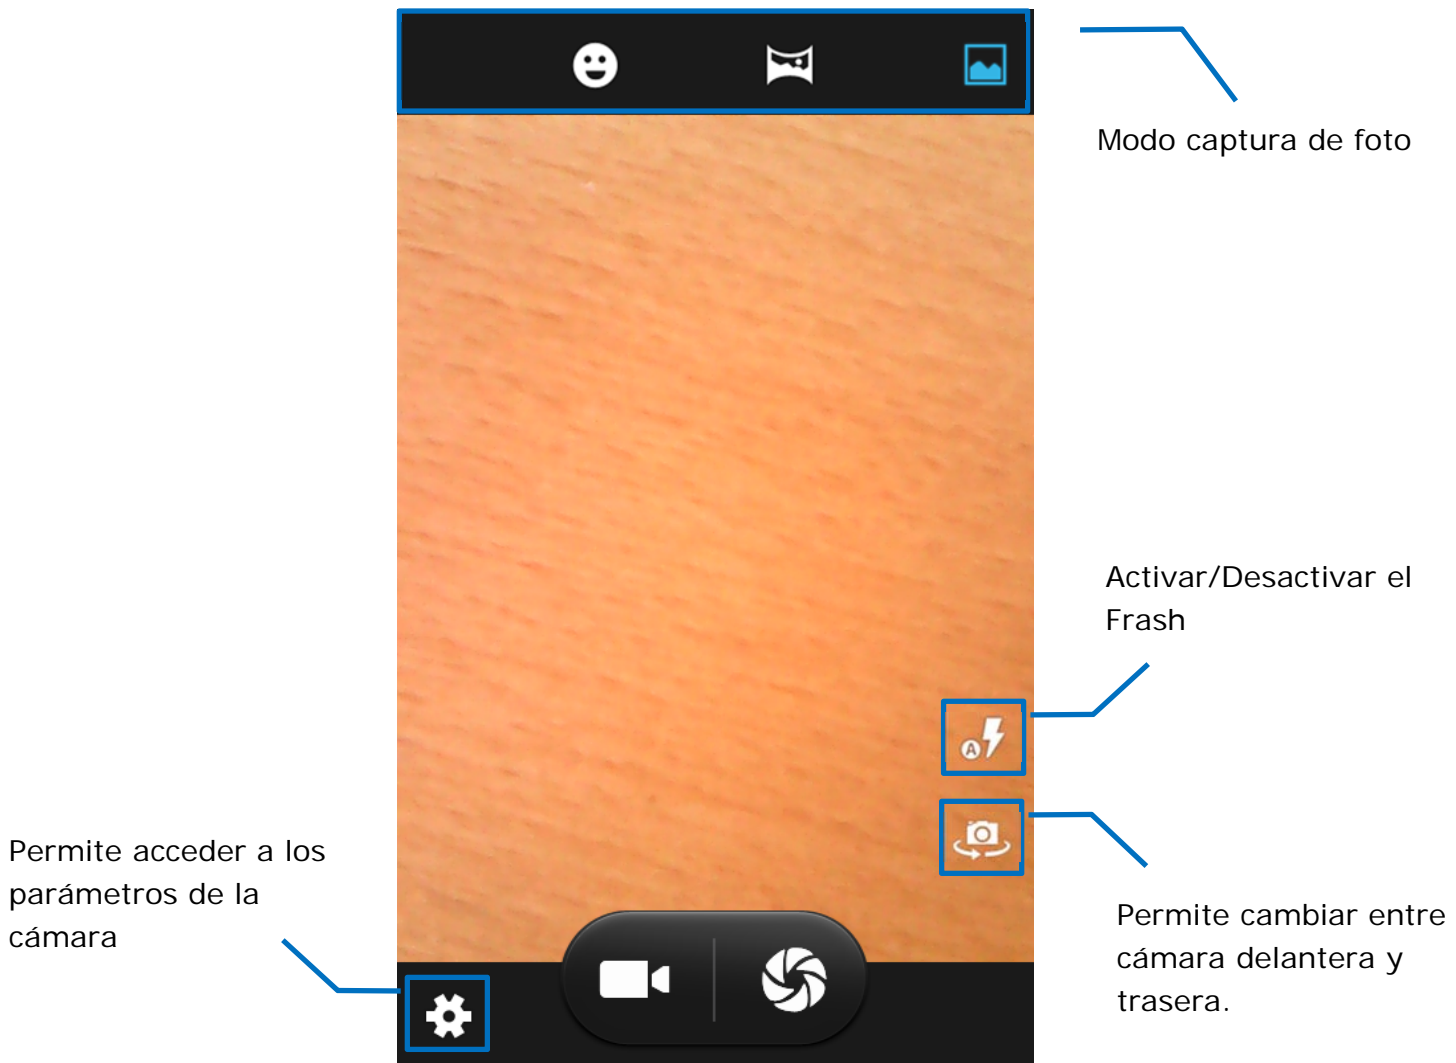 Modo captura de foto
Activar/Desactivar el
Frash
A
Permite acceder a los
parámetros de la
cámara
Permite cambiar entre
cámara delantera y
trasera.